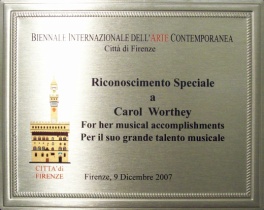 BIENNALE INTERNAZIONALE DELL'ARTE CONTEMPORANEA
Città di Firenze
Riconoscimento Speciale
a
Carol Worthey
For her musical accomplishments
Per il suo grande talento musicale
CITTA' di
FIRENZE
Firenze, 9 Dicembre 2007